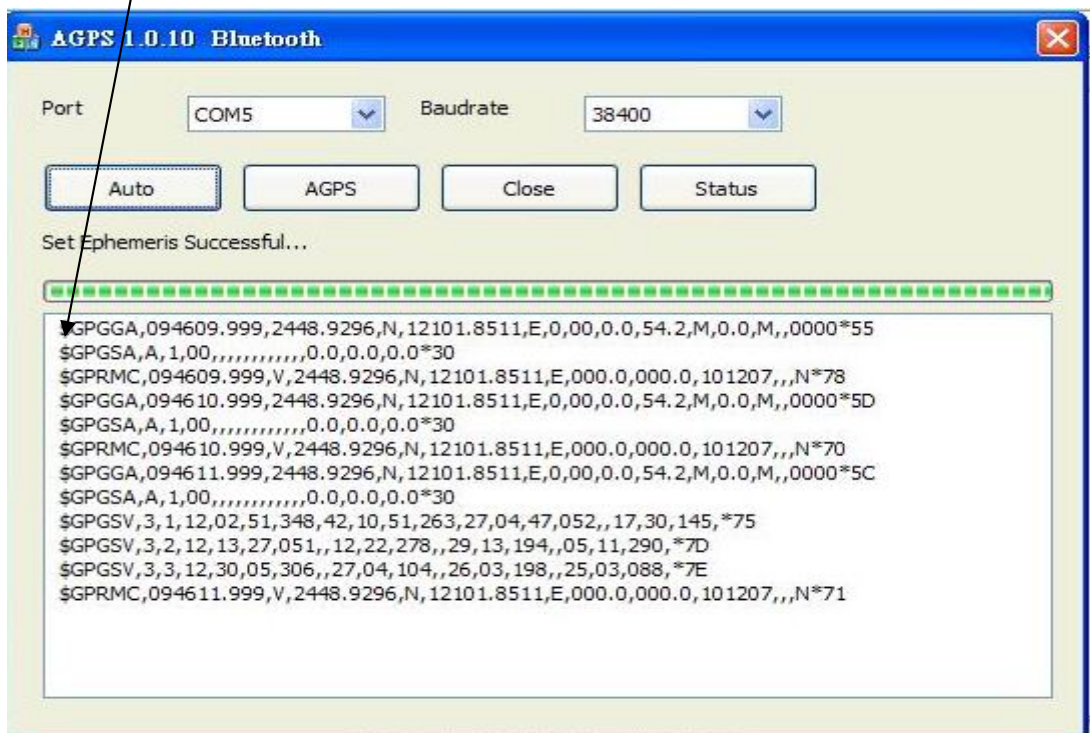 AGPS 1.0.10 Bluetooth
Port COM5 Baudrate 38400
Auto AGPS Close Status
Set Ephemeris Successful...
$GPGGA,094609.999,2448.9296,N,12101.8511,E,0,00,0.0,54.2,M,0.0,M,,0000*55
$GPGSA,A,1,00,,,,,,,,,,,,0.0,0.0,0.0*30
$GPRMC,094609.999,V,2448.9296,N,12101.8511,E,000.0,000.0,101207,,,N*78
$GPGGA,094610.999,2448.9296,N,12101.8511,E,0,00,0.0,54.2,M,0.0,M,,0000*5D
$GPGSA,A,1,00,,,,,,,,,,,,0.0,0.0,0.0*30
$GPRMC,094610.999,V,2448.9296,N,12101.8511,E,000.0,000.0,101207,,,N*70
$GPGGA,094611.999,2448.9296,N,12101.8511,E,0,00,0.0,54.2,M,0.0,M,,0000*5C
$GPGSA,A,1,00,,,,,,,,,,,,0.0,0.0,0.0*30
$GPGSV,3,1,12,02,51,348,42,10,51,263,27,04,47,052,,17,30,145,*75
$GPGSV,3,2,12,13,27,051,,12,22,278,,29,13,194,,05,11,290,*7D
$GPGSV,3,3,12,30,05,306,,27,04,104,,26,03,198,,25,03,088,*7E
$GPRMC,094611.999,V,2448.9296,N,12101.8511,E,000.0,000.0,101207,,,N*71